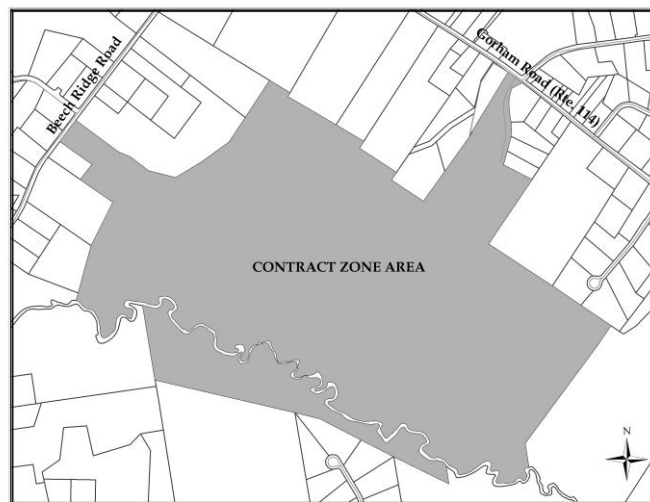 Beech Ridge Road
Gorham Road (Rte. 114)
CONTRACT ZONE AREA
N